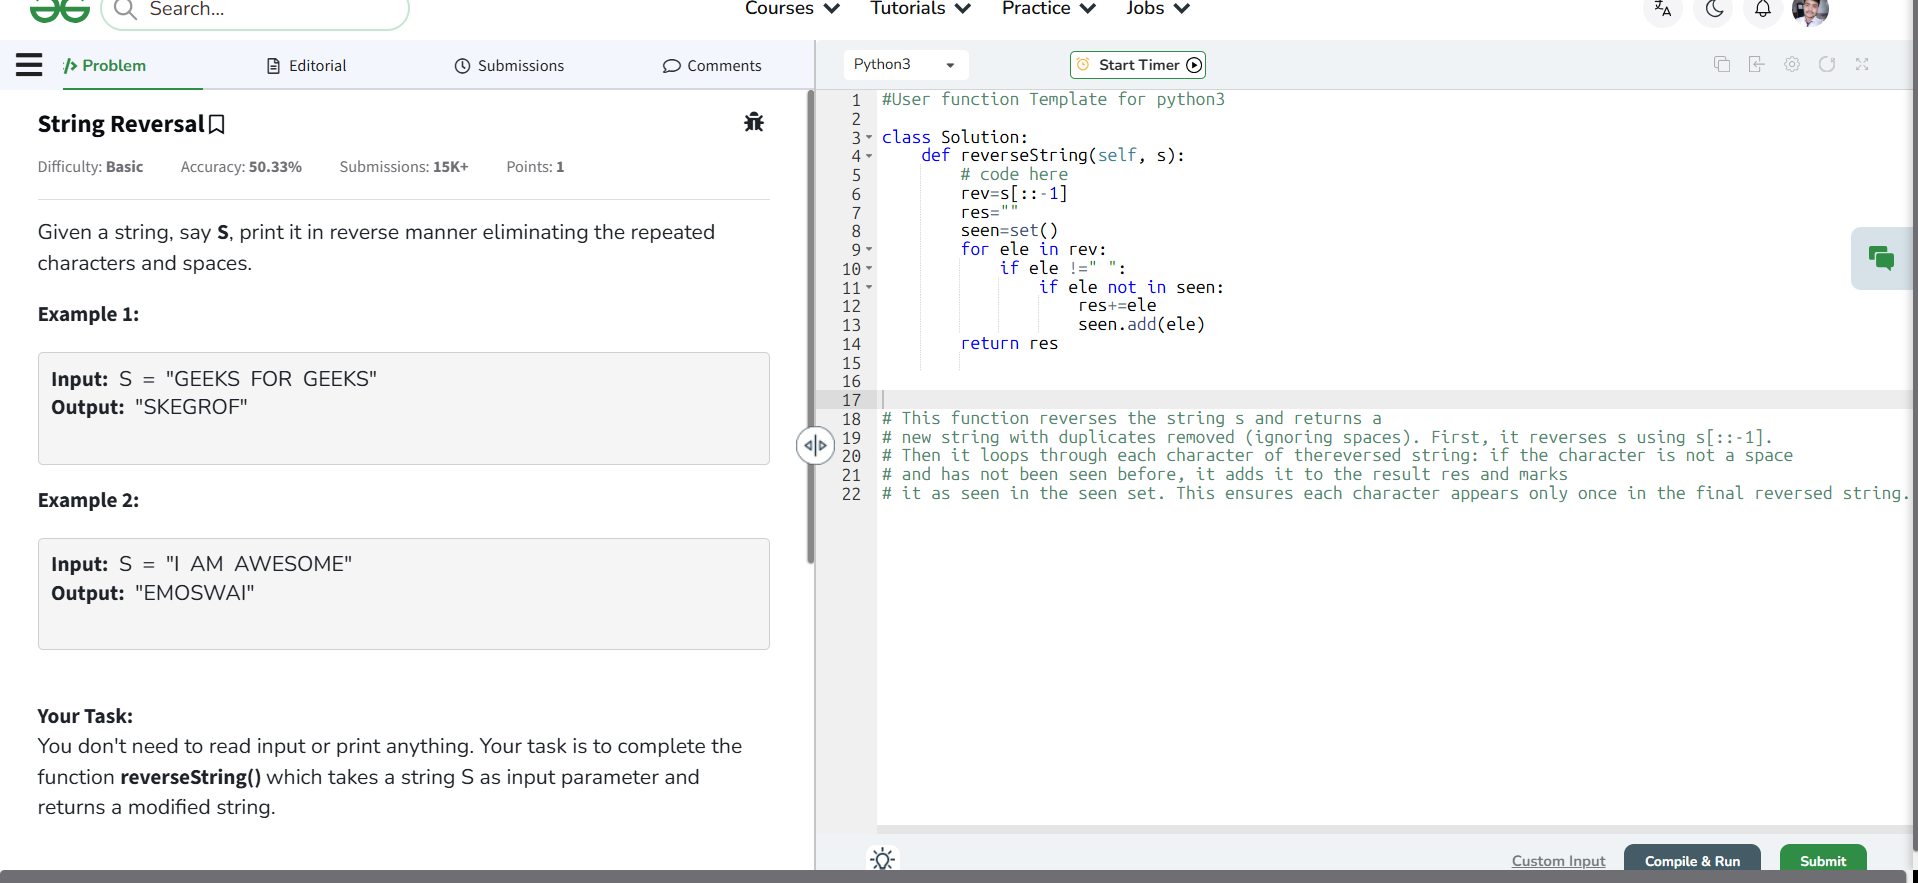 Search...
Courses
Tutorials
Practice
Jobs
Problem
Editorial
Submissions
Comments
String Reversal
Difficulty: Basic Accuracy: 50.33% Submissions: 15K+ Points: 1
Given a string, say S, print it in reverse manner eliminating the repeated
characters and spaces.
Example 1:
Input: S = "GEEKS FOR GEEKS"
Output: "SKEGROF"
Example 2:
Input: S = "I AM AWESOME"
Output: "EMOSWAI"
Your Task:
You don't need to read input or print anything. Your task is to complete the
function reverseString() which takes a string S as input parameter and
returns a modified string.
Python3
Start Timer
1 #User function Template for python3
2
3 class Solution:
4     def reverseString(self, s):
5         # code here
6         rev=s[::-1]
7         res=""
8         seen=set()
9         for ele in rev:
10             if ele !=" ":
11                 if ele not in seen:
12                     res+=ele
13                     seen.add(ele)
14         return res
15
16
17
18 # This function reverses the string s and returns a
19 # new string with duplicates removed (ignoring spaces). First, it reverses s using s[::-1].
20 # Then it loops through each character of thereversed string: if the character is not a space
21 # and has not been seen before, it adds it to the result res and marks
22 # it as seen in the seen set. This ensures each character appears only once in the final reversed string.
Custom Input
Compile & Run
Submit